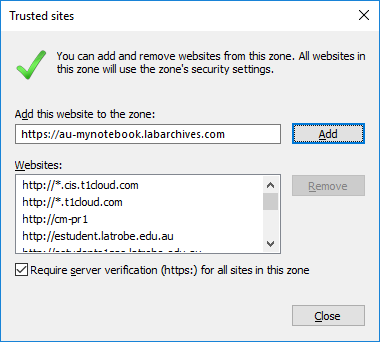 Trusted sites
You can add and remove websites from this zone. All websites in
this zone will use the zone's security settings.
Add this website to the zone:
https://au-mynotebook.labarchives.com
Add
Websites:
http://*.cis.t1cloud.com
http://*.t1cloud.com
http://cm-pr1
http://estudent.latrobe.edu.au
Remove
Require server verification (https:) for all sites in this zone
Close